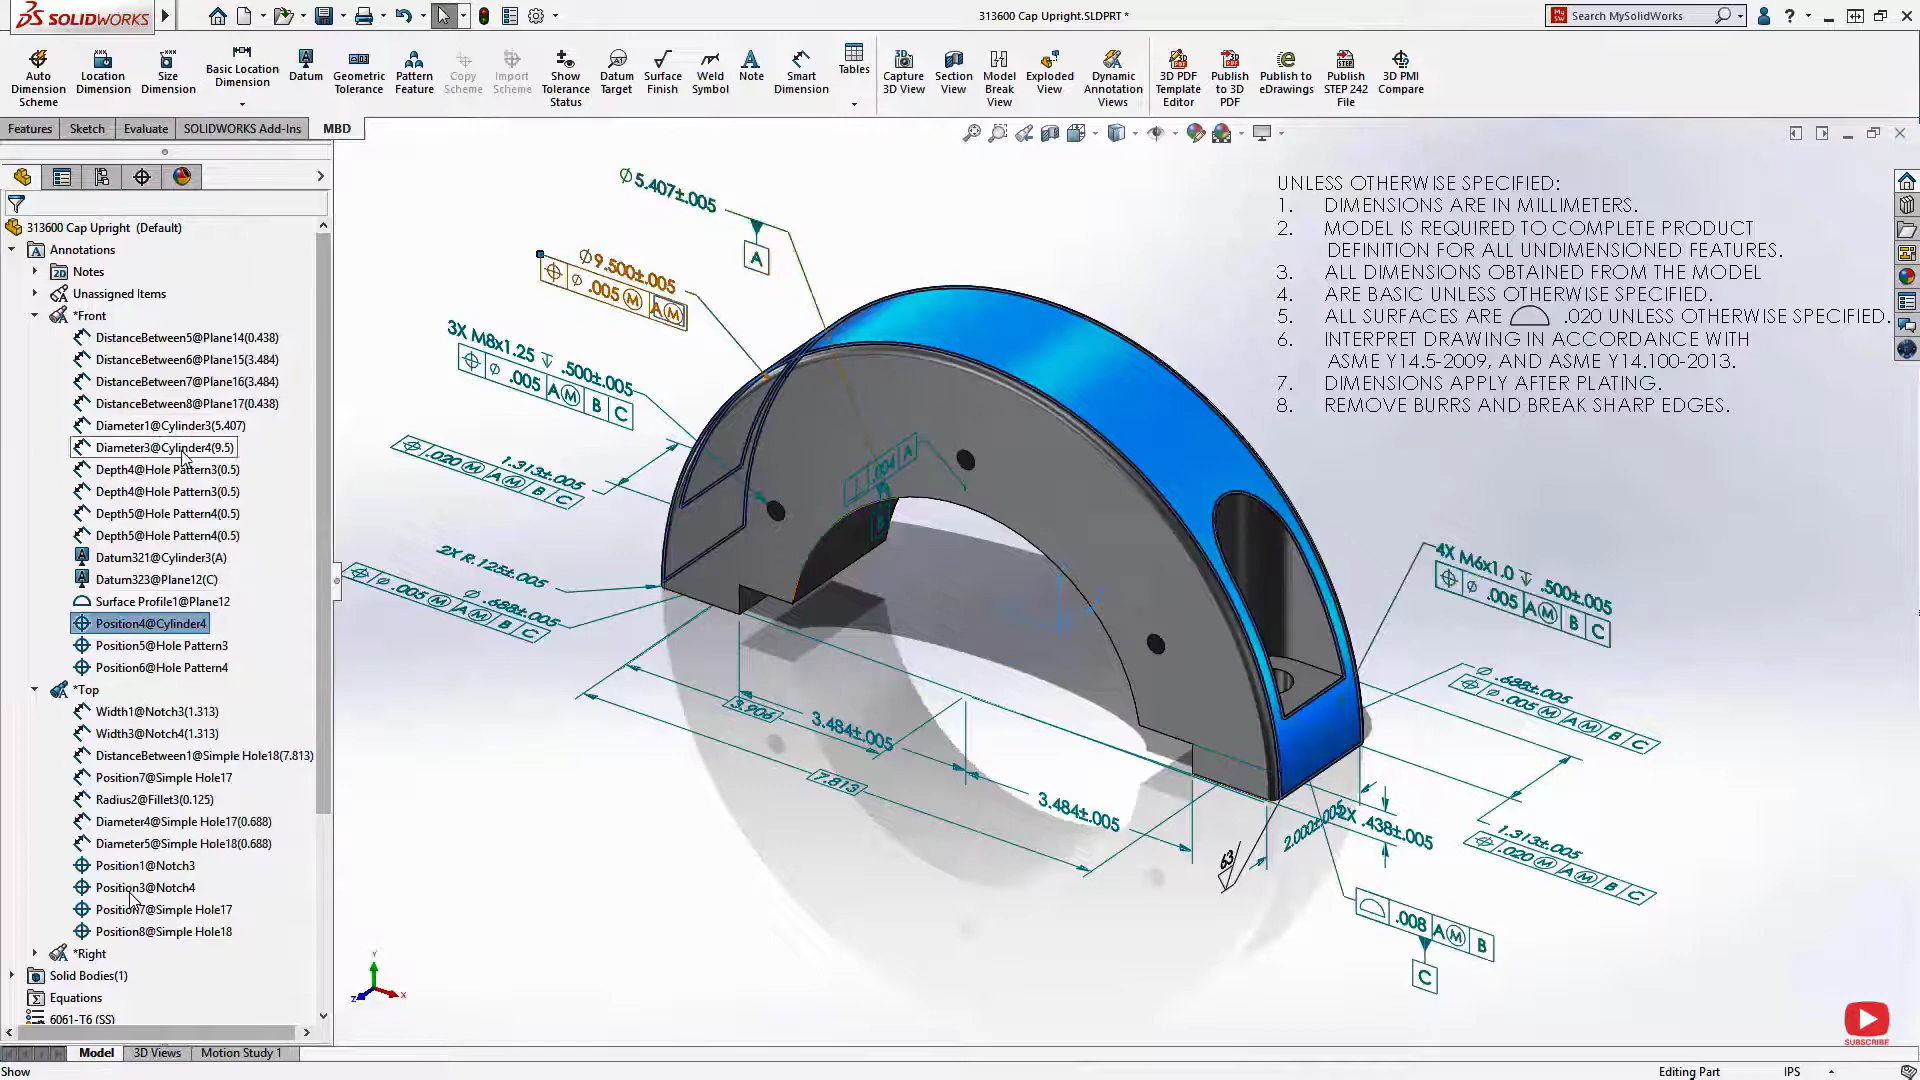 SOLIDWORKS
313600 Cap Upright.SLDPRT *
Search MySolidWorks
Auto Dimension Scheme
Location Dimension
Size Dimension
Basic Location Dimension
Datum
Geometric Tolerance
Pattern Feature
Copy Scheme
Import Scheme
Show Tolerance Status
Datum Target
Surface Finish
Weld Symbol
Note
Smart Dimension
Tables
Capture 3D View
Section View
Model Break View
Exploded View
Dynamic Annotation Views
3D PDF Template Editor
Publish to 3D PDF
Publish to eDrawings
Publish STEP 242 File
3D PMI Compare
Features
Sketch
Evaluate
SOLIDWORKS Add-Ins
MBD
313600 Cap Upright (Default)
Annotations
Notes
Unassigned Items
*Front
DistanceBetween5@Plane14(0.438)
DistanceBetween6@Plane15(3.484)
DistanceBetween7@Plane16(3.484)
DistanceBetween8@Plane17(0.438)
Diameter1@Cylinder3(5.407)
Diameter3@Cylinder4(9.5)
Depth4@Hole Pattern3(0.5)
Depth4@Hole Pattern3(0.5)
Depth5@Hole Pattern4(0.5)
Depth5@Hole Pattern4(0.5)
Datum321@Cylinder3(A)
Datum323@Plane12(C)
Surface Profile1@Plane12
Position4@Cylinder4
Position5@Hole Pattern3
Position6@Hole Pattern4
*Top
Width1@Notch3(1.313)
Width3@Notch4(1.313)
DistanceBetween1@Simple Hole18(7.813)
Position7@Simple Hole17
Radius2@Fillet3(0.125)
Diameter4@Simple Hole17(0.688)
Diameter5@Simple Hole18(0.688)
Position1@Notch3
Position3@Notch4
Position7@Simple Hole17
Position8@Simple Hole18
*Right
Solid Bodies(1)
Equations
6061-T6 (SS)
Ø5.407±.005
A
Ø9.500±.005
⌖ Ø .005 Ⓜ A Ⓜ
3X M8x1.25 ↧ .500±.005
⌖ Ø .005 A Ⓜ B C
1.313±.005
⌖ .020 Ⓜ A Ⓜ B C
2X R.125±.005
Ø .688±.005
⌖ Ø .005 Ⓜ A Ⓜ B C
.004 A
B
3.906
3.484±.005
7.813
3.484±.005
63
2.000±.005
2X .438±.005
⌓ .008 A Ⓜ B
C
4X M6x1.0 ↧ .500±.005
⌖ Ø .005 A Ⓜ B C
Ø .688±.005
⌖ Ø .005 Ⓜ A Ⓜ B C
1.313±.005
⌖ .020 Ⓜ A Ⓜ B C
UNLESS OTHERWISE SPECIFIED:
1. DIMENSIONS ARE IN MILLIMETERS.
2. MODEL IS REQUIRED TO COMPLETE PRODUCT
DEFINITION FOR ALL UNDIMENSIONED FEATURES.
3. ALL DIMENSIONS OBTAINED FROM THE MODEL
4. ARE BASIC UNLESS OTHERWISE SPECIFIED.
5. ALL SURFACES ARE ⌓ .020 UNLESS OTHERWISE SPECIFIED.
6. INTERPRET DRAWING IN ACCORDANCE WITH
ASME Y14.5-2009, AND ASME Y14.100-2013.
7. DIMENSIONS APPLY AFTER PLATING.
8. REMOVE BURRS AND BREAK SHARP EDGES.
Y
Z
X
SUBSCRIBE
Model
3D Views
Motion Study 1
Show
Editing Part
IPS